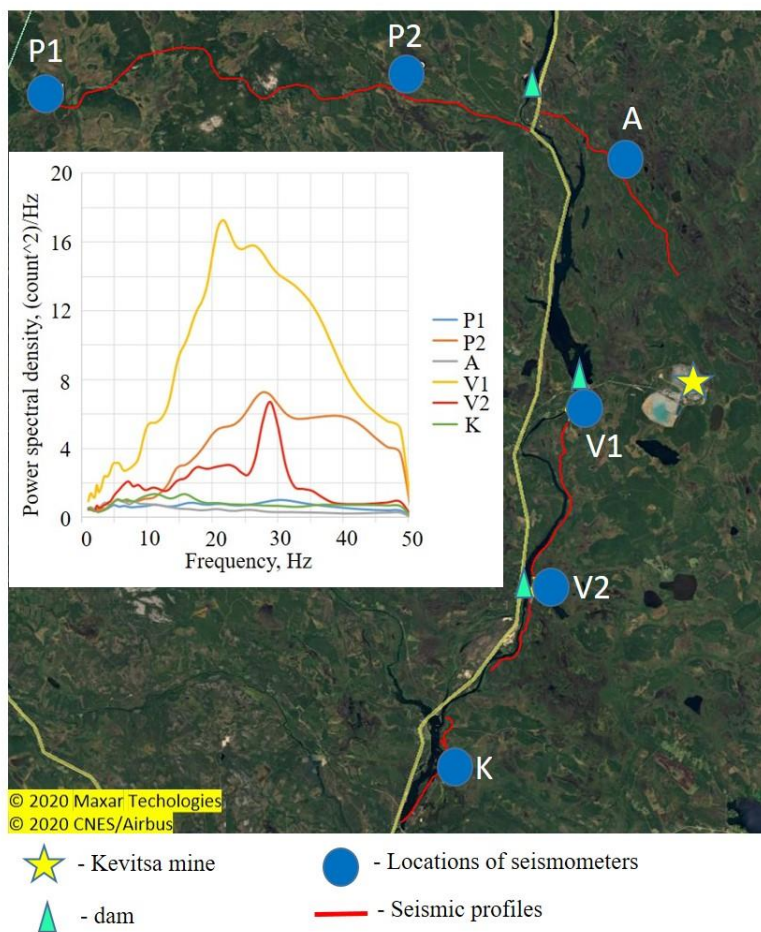 P1
P2
A
20
16
12
8
4
0
Power spectral density, (count^2)/Hz
P1
P2
A
V1
V2
K
0 10 20 30 40 50
Frequency, Hz
V1
V2
K
© 2020 Maxar Techologies
© 2020 CNES/Airbus
- Kevitsa mine
- Locations of seismometers
- dam
- Seismic profiles